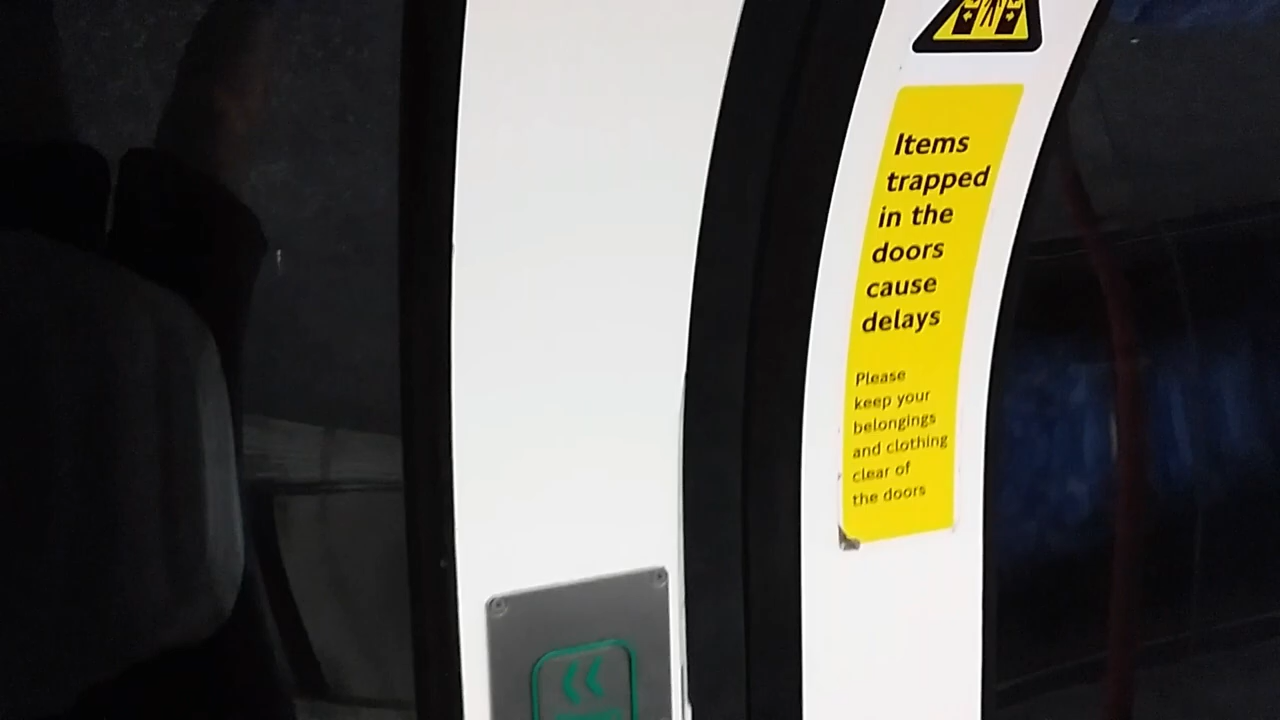 Items
trapped
in the
doors
cause
delays
Please
keep your
belongings
and clothing
clear of
the doors